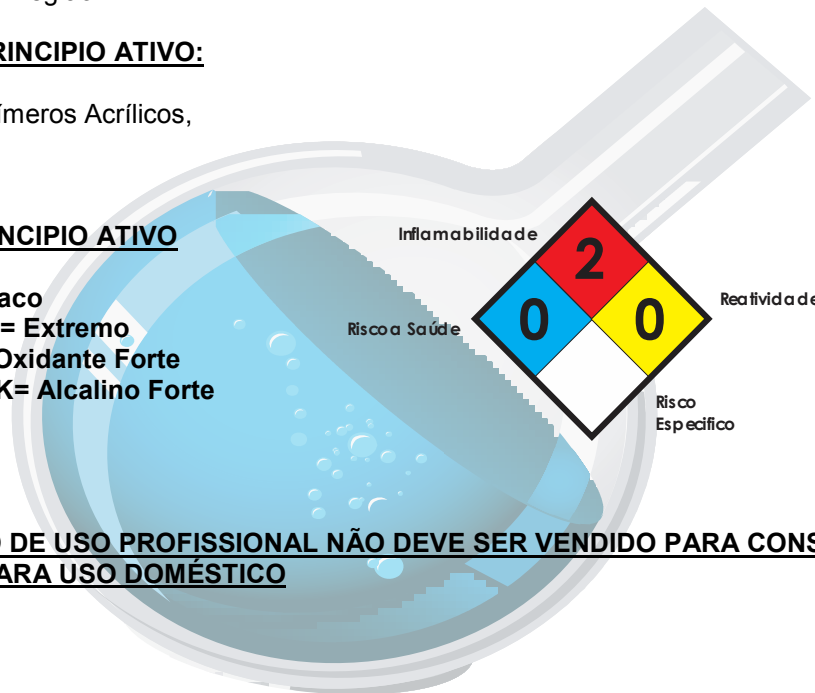 RINCIPIO ATIVO:
ímeros Acrílicos,
NCIPIO ATIVO
Inflamabilidade
2
aco
= Extremo
Oxidante Forte
K= Alcalino Forte
Risco a Saúde
0
0
Reatividade
Risco
Especifico
DE USO PROFISSIONAL NÃO DEVE SER VENDIDO PARA CONS
ARA USO DOMÉSTICO